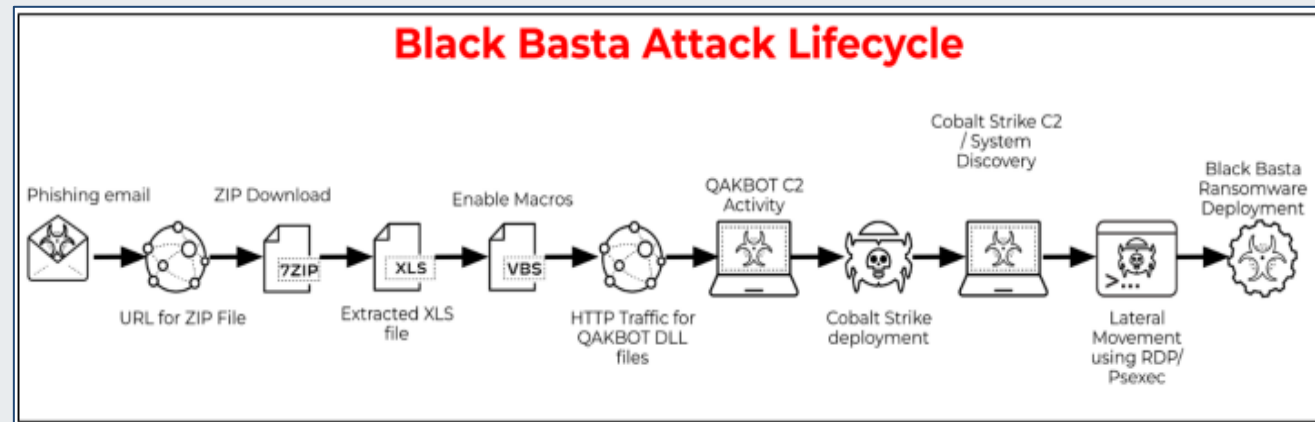 Black Basta Attack Lifecycle
Phishing email
URL for ZIP File
ZIP Download
7ZIP
XLS
Extracted XLS
file
Enable Macros
VBS
HTTP Traffic for
QAKBOT DLL
files
QAKBOT C2
Activity
Cobalt Strike
deployment
Cobalt Strike C2
/ System
Discovery
>...
Lateral
Movement
using RDP/
Psexec
Black Basta
Ransomware
Deployment